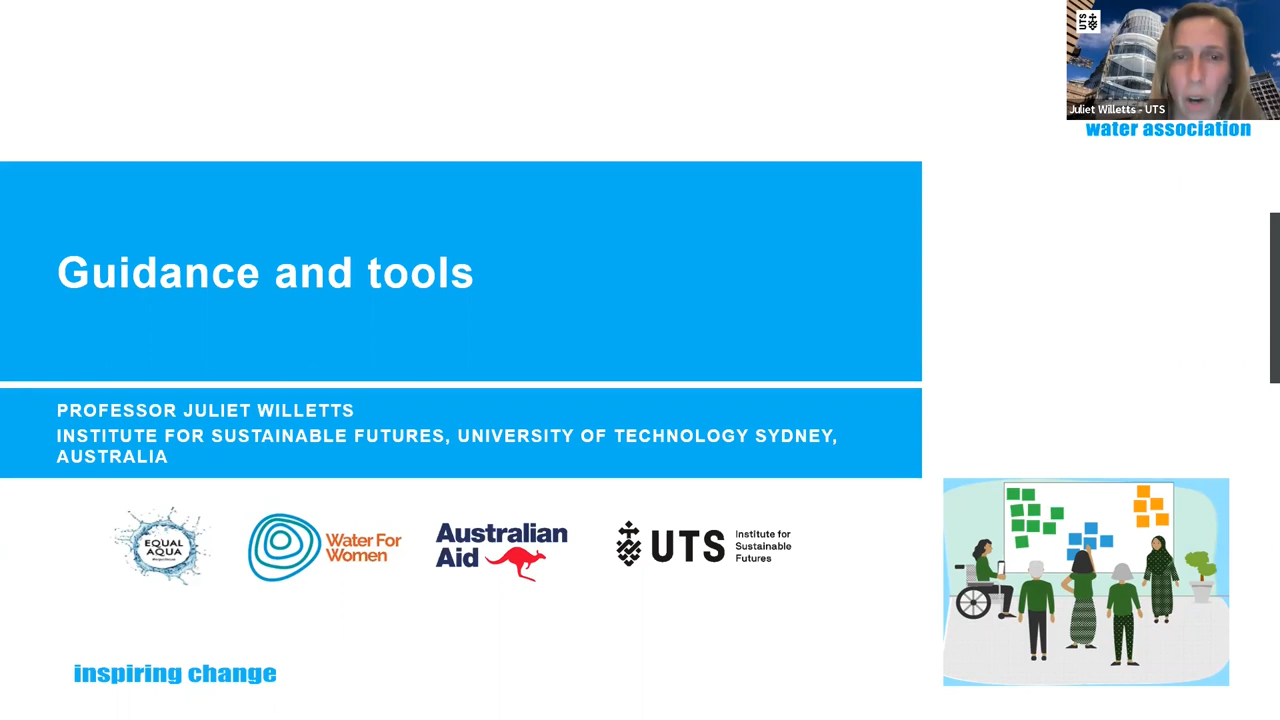 UTS
Juliet Willetts - UTS
water association
Guidance and tools
PROFESSOR JULIET WILLETTS
INSTITUTE FOR SUSTAINABLE FUTURES, UNIVERSITY OF TECHNOLOGY SYDNEY,
AUSTRALIA
EQUAL
AQUA
Water For
Women
Australian
Aid
UTS
Institute for
Sustainable
Futures
inspiring change